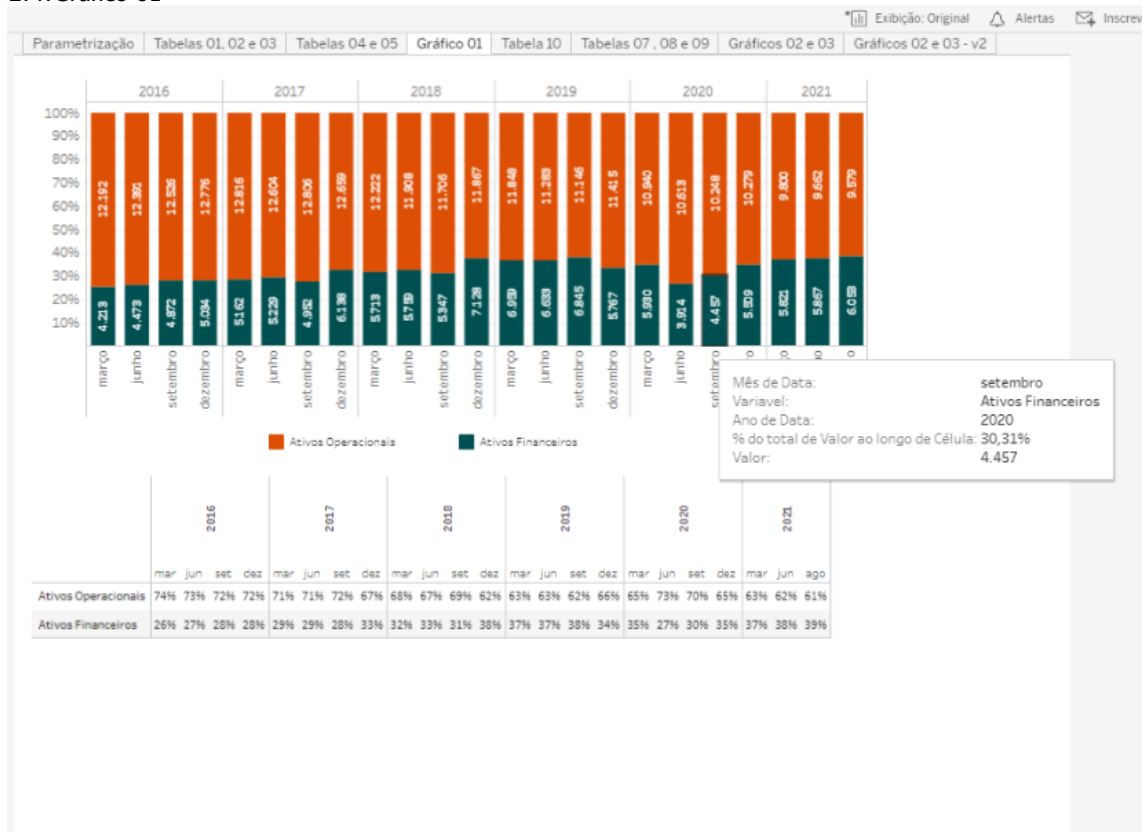 Exibição: Original Alertas Inscrev
Parametrização Tabelas 01, 02 e 03 Tabelas 04 e 05 Gráfico 01 Tabela 10 Tabelas 07 , 08 e 09 Gráficos 02 e 03 Gráficos 02 e 03 - v2
2016 2017 2018 2019 2020 2021
100%
90%
80%
70%
60%
50%
40%
30%
20%
10%
12.192 12.391 12.526 12.776 12.816 12.604 12.806 12.659 12.222 11.908 11.706 11.867 11.848 11.283 11.146 11.415 10.940 10.613 10.248 10.279 9.800 9.662 9.579
4.213 4.473 4.872 5.034 5.162 5.229 4.952 6.138 5.713 5.759 5.347 7.128 6.959 6.633 6.845 5.767 5.930 3.914 4.457 5.509 5.821 5.867 6.053
março junho setembro dezembro março junho setembro dezembro março junho setembro dezembro março junho setembro dezembro março junho setembro
Mês de Data: setembro
Variavel: Ativos Financeiros
Ano de Data: 2020
% do total de Valor ao longo de Célula: 30,31%
Valor: 4.457
Ativos Operacionais Ativos Financeiros
2016 2017 2018 2019 2020 2021
mar jun set dez mar jun set dez mar jun set dez mar jun set dez mar jun set dez mar jun ago
Ativos Operacionais 74% 73% 72% 72% 71% 71% 72% 67% 68% 67% 69% 62% 63% 63% 62% 66% 65% 73% 70% 65% 63% 62% 61%
Ativos Financeiros 26% 27% 28% 28% 29% 29% 28% 33% 32% 33% 31% 38% 37% 37% 38% 34% 35% 27% 30% 35% 37% 38% 39%